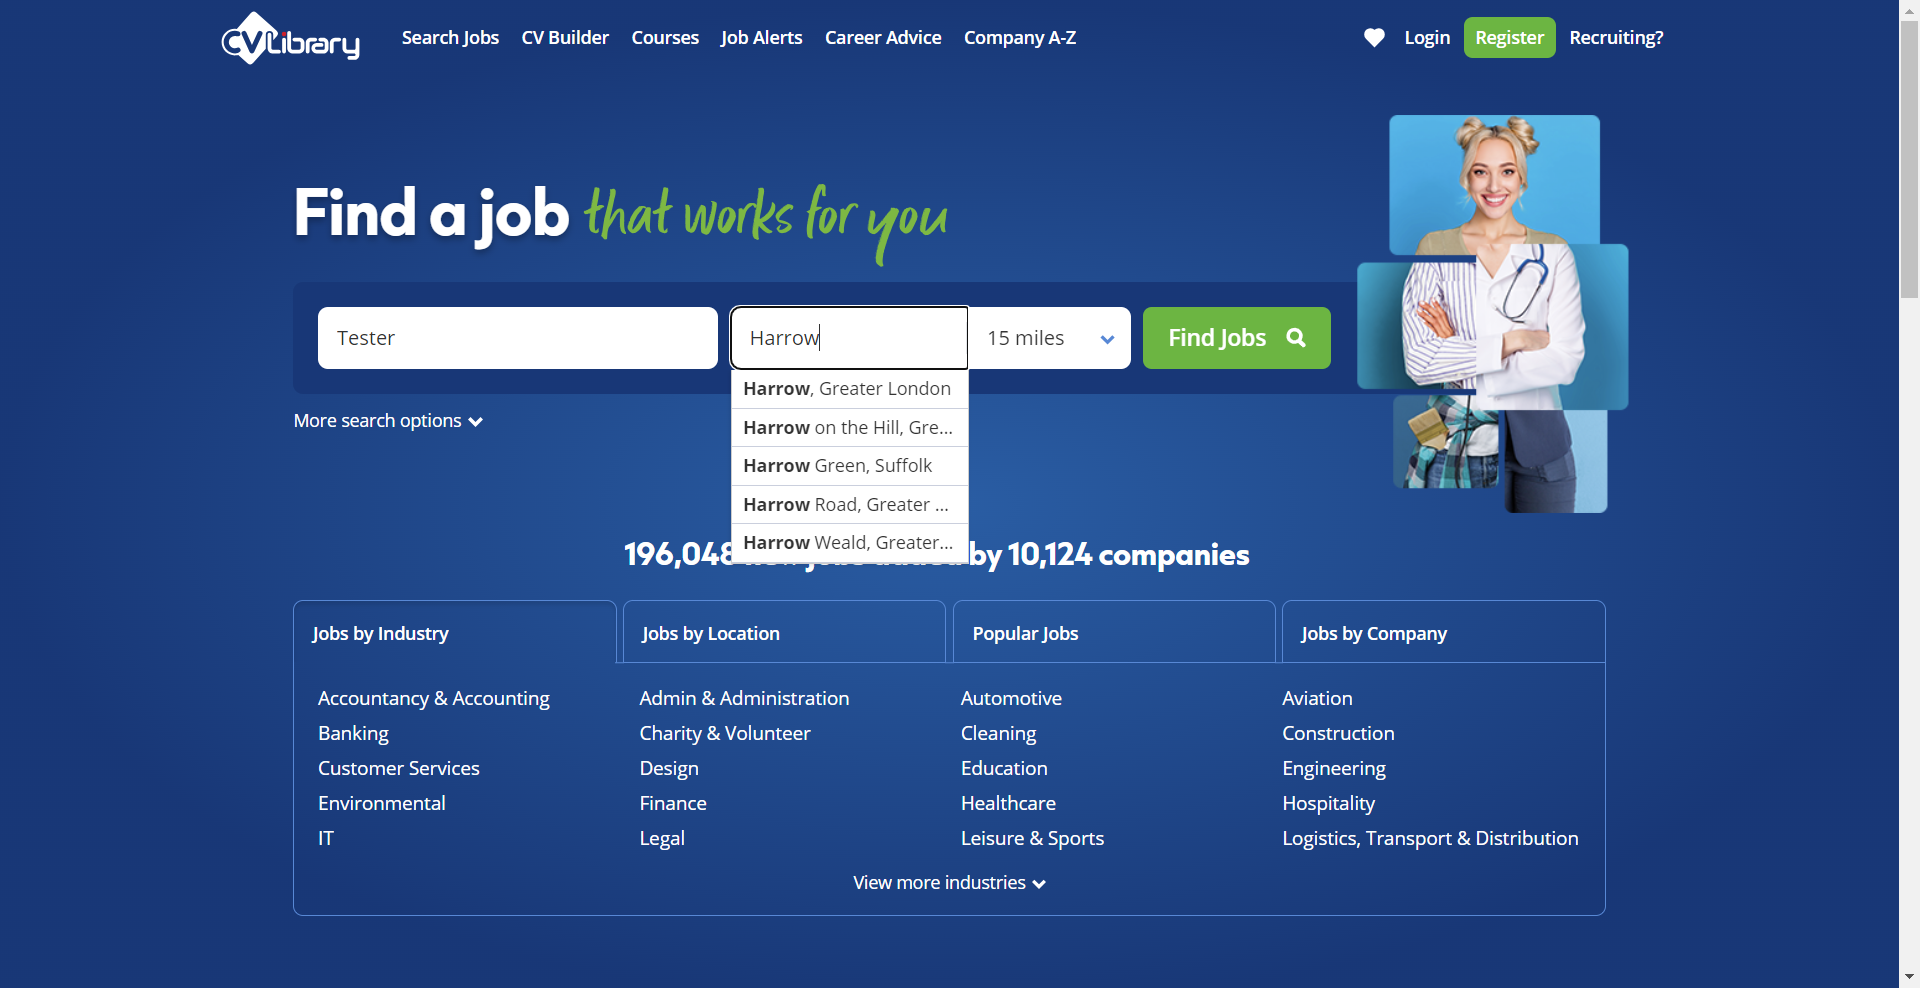 CVLibrary
Search Jobs CV Builder Courses Job Alerts Career Advice Company A-Z Login Register Recruiting?
Find a job that works for you
Tester Harrow 15 miles Find Jobs
Harrow, Greater London
More search options
Harrow on the Hill, Gre...
Harrow Green, Suffolk
Harrow Road, Greater ...
Harrow Weald, Greater...
196,048 by 10,124 companies
Jobs by Industry Jobs by Location Popular Jobs Jobs by Company
Accountancy & Accounting Admin & Administration Automotive Aviation
Banking Charity & Volunteer Cleaning Construction
Customer Services Design Education Engineering
Environmental Finance Healthcare Hospitality
IT Legal Leisure & Sports Logistics, Transport & Distribution
View more industries